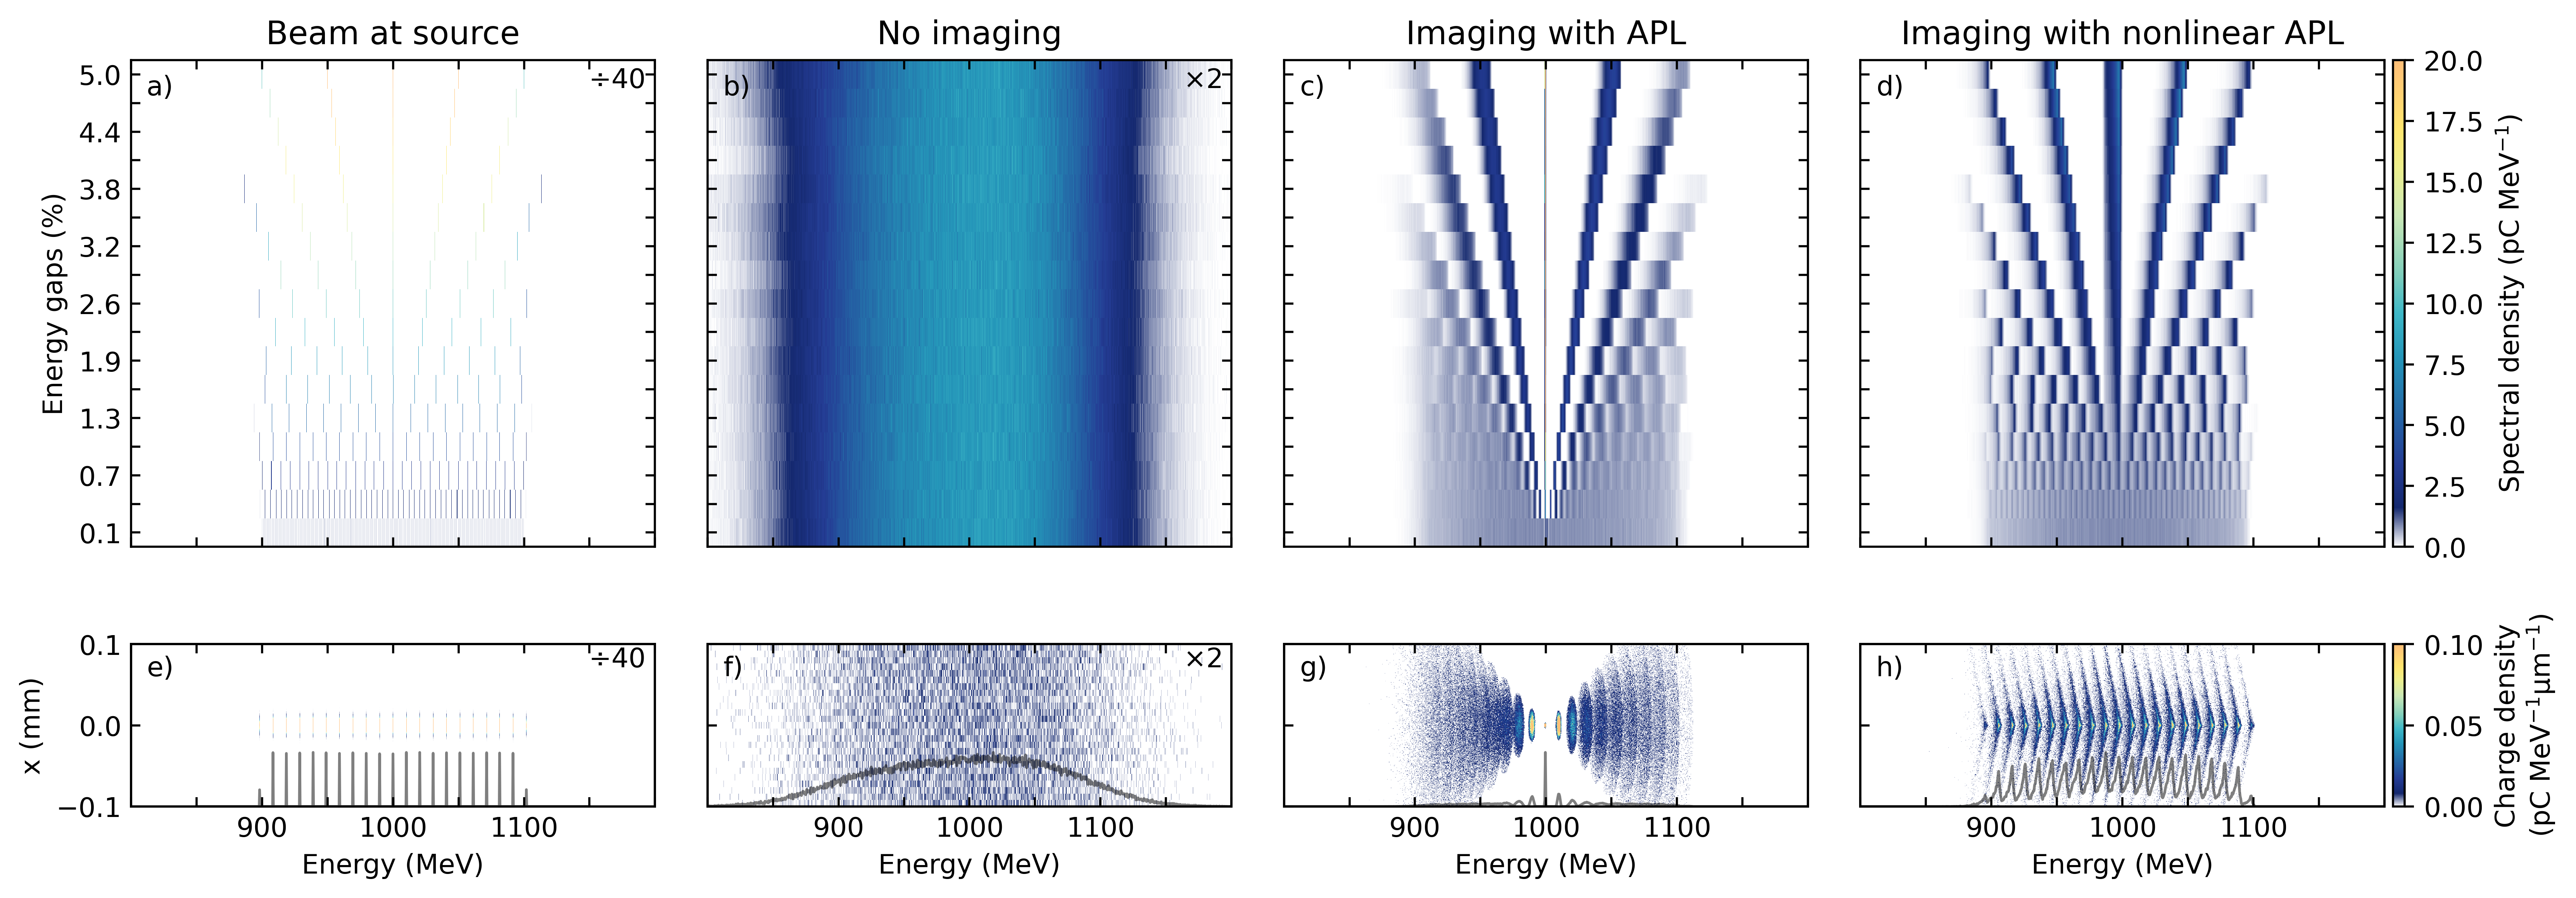 Beam at source
No imaging
Imaging with APL
Imaging with nonlinear APL
a)
÷40
b)
×2
c)
d)
5.0
4.4
3.8
3.2
2.6
1.9
1.3
0.7
0.1
Energy gaps (%)
20.0
17.5
15.0
12.5
10.0
7.5
5.0
2.5
0.0
Spectral density (pC MeV⁻¹)
e)
÷40
f)
×2
g)
h)
0.1
0.0
−0.1
x (mm)
0.10
0.05
0.00
Charge density
(pC MeV⁻¹μm⁻¹)
900 1000 1100
900 1000 1100
900 1000 1100
900 1000 1100
Energy (MeV)
Energy (MeV)
Energy (MeV)
Energy (MeV)